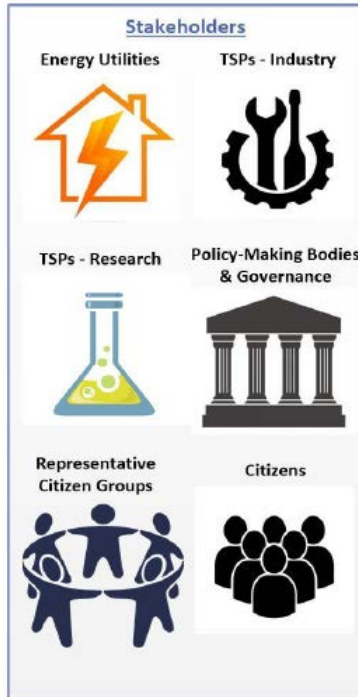 Stakeholders
Energy Utilities
TSPs - Industry
TSPs - Research
Policy-Making Bodies
& Governance
Representative
Citizen Groups
Citizens